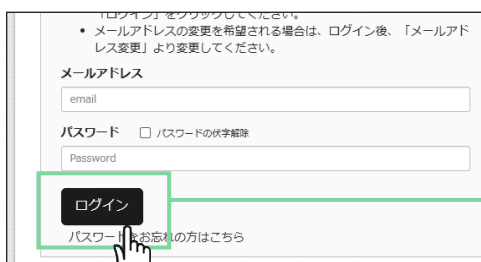 「ログイン」をクリックしてください。
• メールアドレスの変更を希望される場合は、ログイン後、「メールアド
レス変更」より変更してください。
メールアドレス
email
パスワード □ パスワードの伏字解除
Password
ログイン
パスワードをお忘れの方はこちら